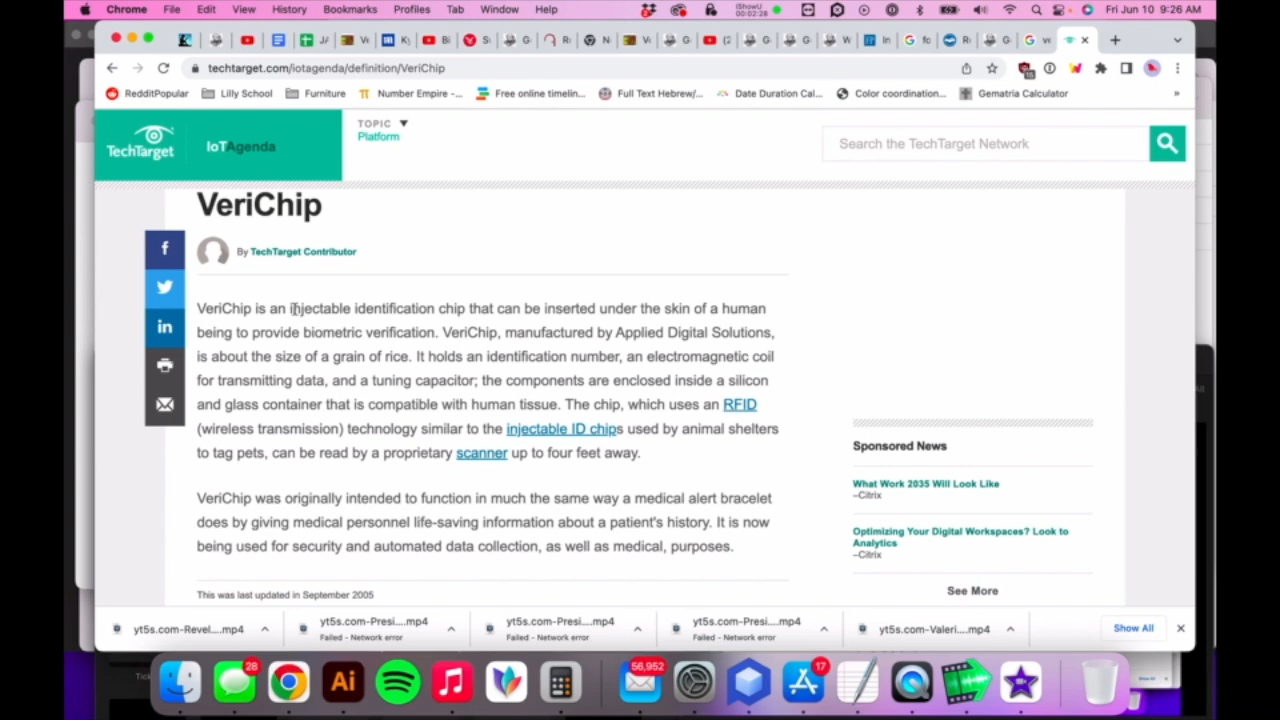 Chrome File Edit View History Bookmarks Profiles Tab Window Help
iShowU
00:02:28
Fri Jun 10 9:26 AM
techtarget.com/iotagenda/definition/VeriChip
RedditPopular Lilly School Furniture Number Empire -... Free online timelin... Full Text Hebrew/... Date Duration Cal... Color coordination... Gematria Calculator »
TechTarget
IoTAgenda
TOPIC
Platform
Search the TechTarget Network
VeriChip
By TechTarget Contributor
VeriChip is an injectable identification chip that can be inserted under the skin of a human
being to provide biometric verification. VeriChip, manufactured by Applied Digital Solutions,
is about the size of a grain of rice. It holds an identification number, an electromagnetic coil
for transmitting data, and a tuning capacitor; the components are enclosed inside a silicon
and glass container that is compatible with human tissue. The chip, which uses an RFID
(wireless transmission) technology similar to the injectable ID chips used by animal shelters
to tag pets, can be read by a proprietary scanner up to four feet away.
VeriChip was originally intended to function in much the same way a medical alert bracelet
does by giving medical personnel life-saving information about a patient's history. It is now
being used for security and automated data collection, as well as medical, purposes.
This was last updated in September 2005
Sponsored News
What Work 2035 Will Look Like
–Citrix
Optimizing Your Digital Workspaces? Look to
Analytics
–Citrix
See More
yt5s.com-Revel....mp4
yt5s.com-Presi....mp4
Failed - Network error
yt5s.com-Presi....mp4
Failed - Network error
yt5s.com-Presi....mp4
Failed - Network error
yt5s.com-Valeri....mp4
Show All
28
Ai
56,952
17